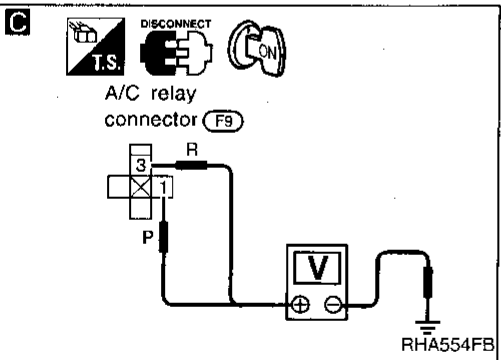 C
T.S.
DISCONNECT
ON
A/C relay
connector F9
3
R
1
P
V
⊕ ⊖
RHA554FB